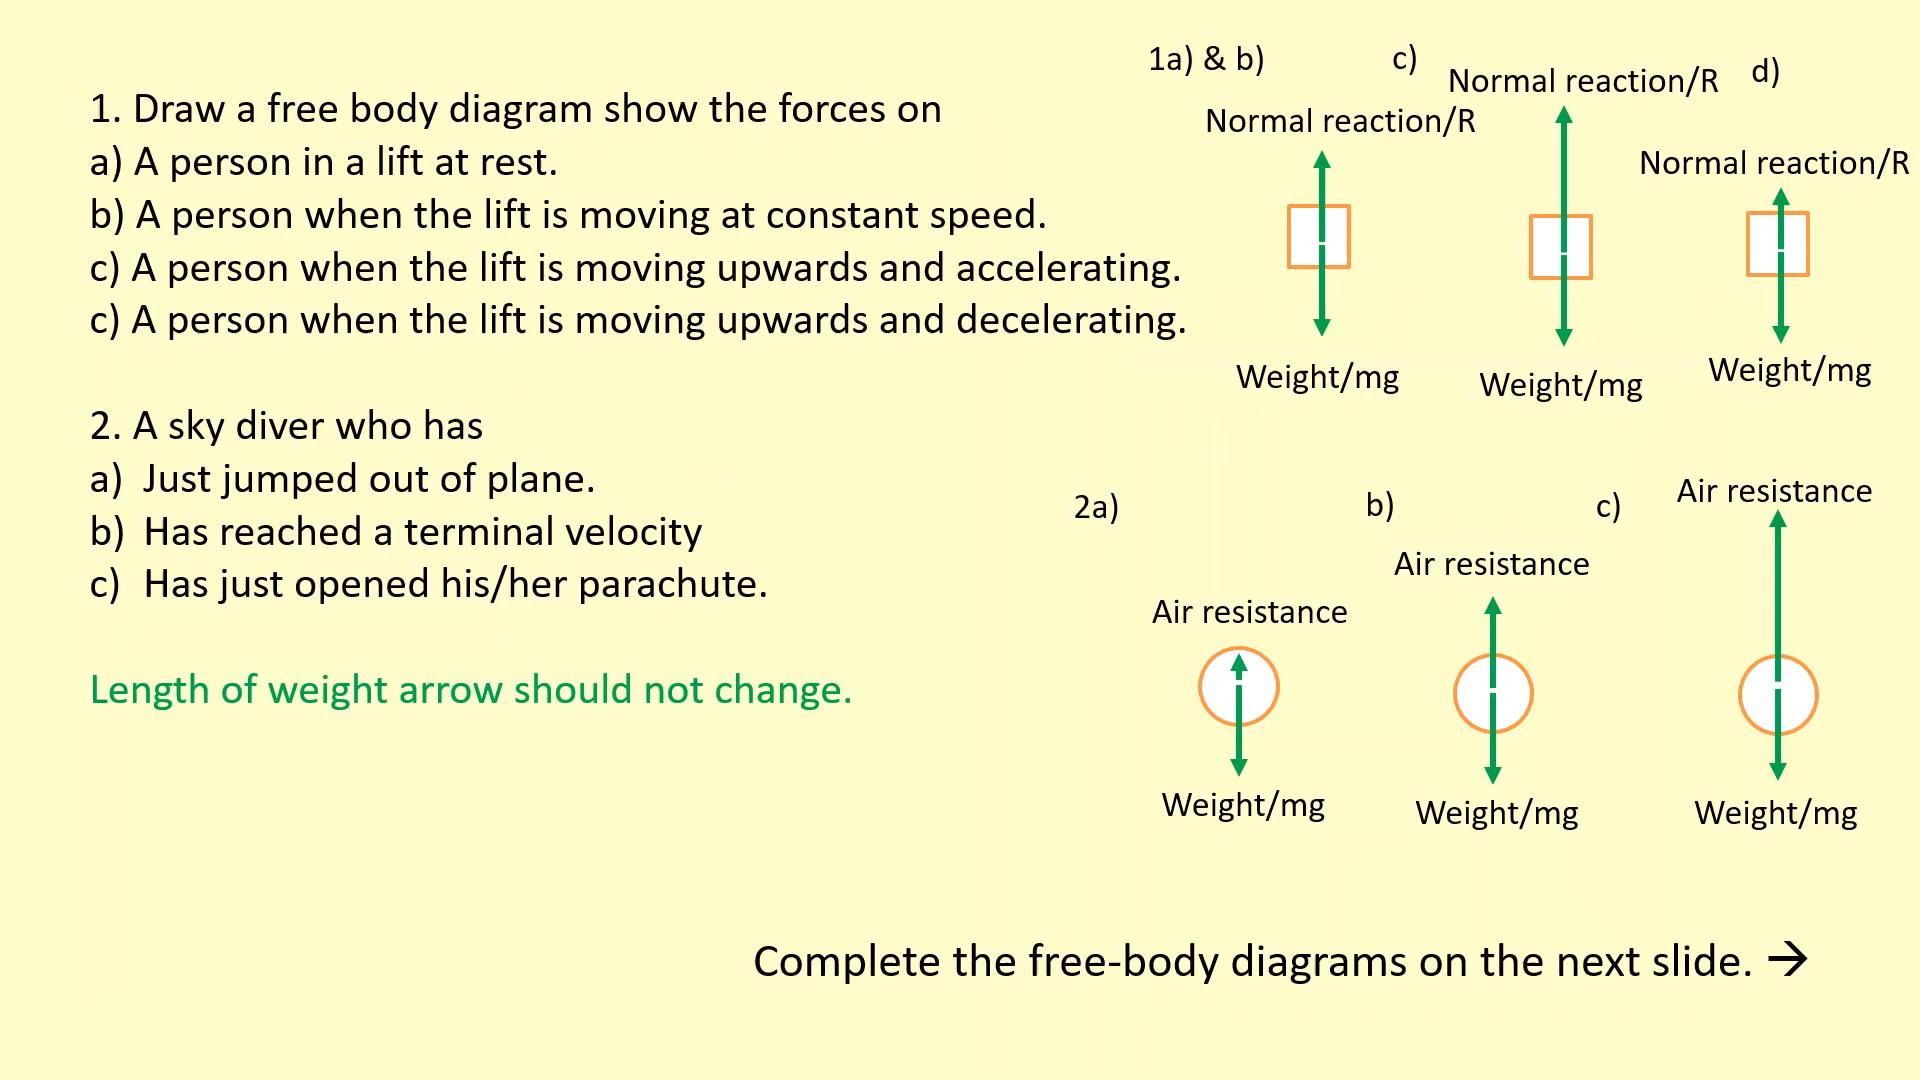 1. Draw a free body diagram show the forces on
a) A person in a lift at rest.
b) A person when the lift is moving at constant speed.
c) A person when the lift is moving upwards and accelerating.
c) A person when the lift is moving upwards and decelerating.
2. A sky diver who has
a) Just jumped out of plane.
b) Has reached a terminal velocity
c) Has just opened his/her parachute.
Length of weight arrow should not change.
1a) & b)
Normal reaction/R
Weight/mg
c)
Normal reaction/R
Weight/mg
d)
Normal reaction/R
Weight/mg
2a)
Air resistance
Weight/mg
b)
Air resistance
Weight/mg
c)
Air resistance
Weight/mg
Complete the free-body diagrams on the next slide. →